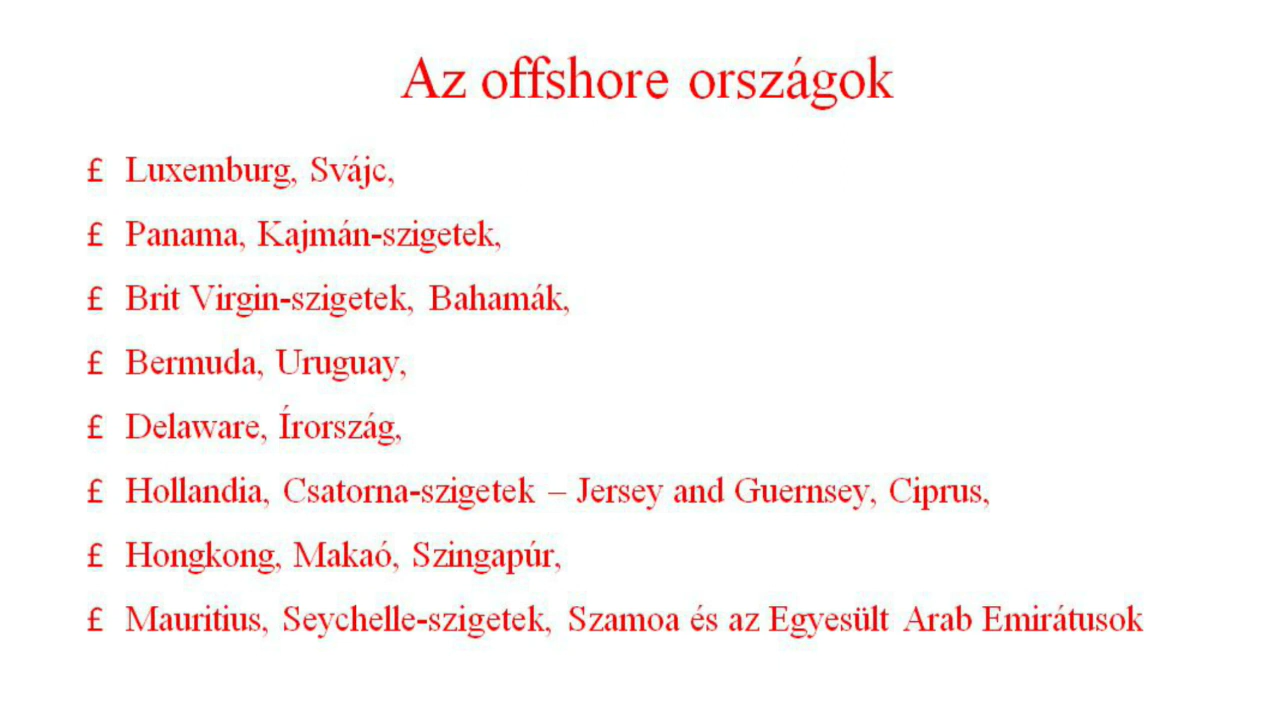 Az offshore országok
£ Luxemburg, Svájc,
£ Panama, Kajmán-szigetek,
£ Brit Virgin-szigetek, Bahamák,
£ Bermuda, Uruguay,
£ Delaware, Írország,
£ Hollandia, Csatorna-szigetek – Jersey and Guernsey, Ciprus,
£ Hongkong, Makaó, Szingapúr,
£ Mauritius, Seychelle-szigetek, Szamoa és az Egyesült Arab Emirátusok